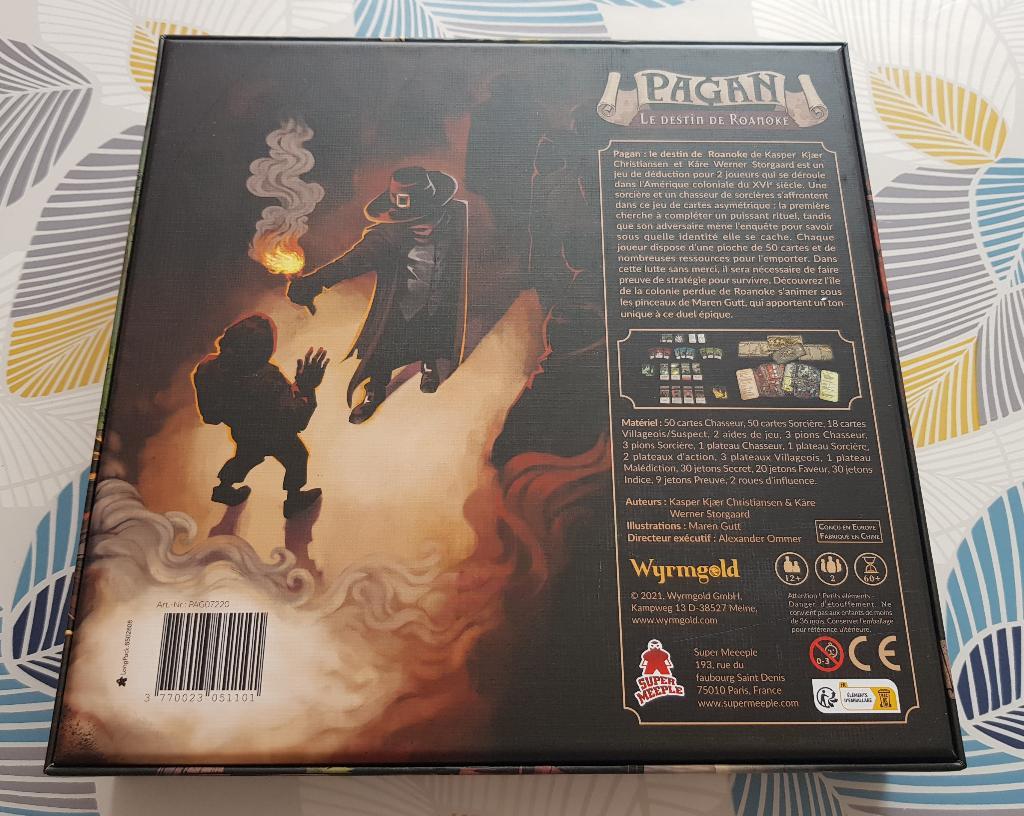 PAGAN
LE DESTIN DE ROANOKE
Pagan : le destin de Roanoke de Kasper Kjær
Christiansen et Kåre Werner Storgaard est un
jeu de déduction pour 2 joueurs qui se déroule
dans l'Amérique coloniale du XVIe siècle. Une
sorcière et un chasseur de sorcières s'affrontent
dans ce jeu de cartes asymétrique : la première
cherche à compléter un puissant rituel, tandis
que son adversaire mène l'enquête pour savoir
sous quelle identité elle se cache. Chaque
joueur dispose d'une pioche de 50 cartes et de
nombreuses ressources pour l'emporter. Dans
cette lutte sans merci, il sera nécessaire de faire
preuve de stratégie pour survivre. Découvrez l'île
de la colonie perdue de Roanoke s'animer sous
les pinceaux de Maren Gutt, qui apportent un ton
unique à ce duel épique.
Matériel : 50 cartes Chasseur, 50 cartes Sorcière, 18 cartes
Villageois/Suspect, 2 aides de jeu, 3 pions Chasseur,
3 pions Sorcière, 1 plateau Chasseur, 1 plateau Sorcière,
2 plateaux d'action, 3 plateaux Villageois, 1 plateau
Malédiction, 30 jetons Secret, 20 jetons Faveur, 30 jetons
Indice, 9 jetons Preuve, 2 roues d'influence.
Auteurs : Kasper Kjær Christiansen & Kåre
Werner Storgaard
Illustrations : Maren Gutt
Directeur exécutif : Alexander Ommer
CONÇU EN EUROPE
FABRIQUÉ EN CHINE
Wyrmgold
12+ 2 60+
© 2021, Wyrmgold GmbH,
Kampweg 13 D-38527 Meine,
www.wyrmgold.com
Attention ! Petits éléments -
Danger d'étouffement. Ne
convient pas aux enfants de moins
de 36 mois. Conserver l'emballage
pour référence ultérieure.
SUPER
MEEPLE
Super Meeeple
193, rue du
faubourg Saint Denis
75010 Paris, France
www.supermeeple.com
0-3 CE
FR
ÉLÉMENTS
D'EMBALLAGE
Art.-Nr.: PAG07220
3 770023 051101